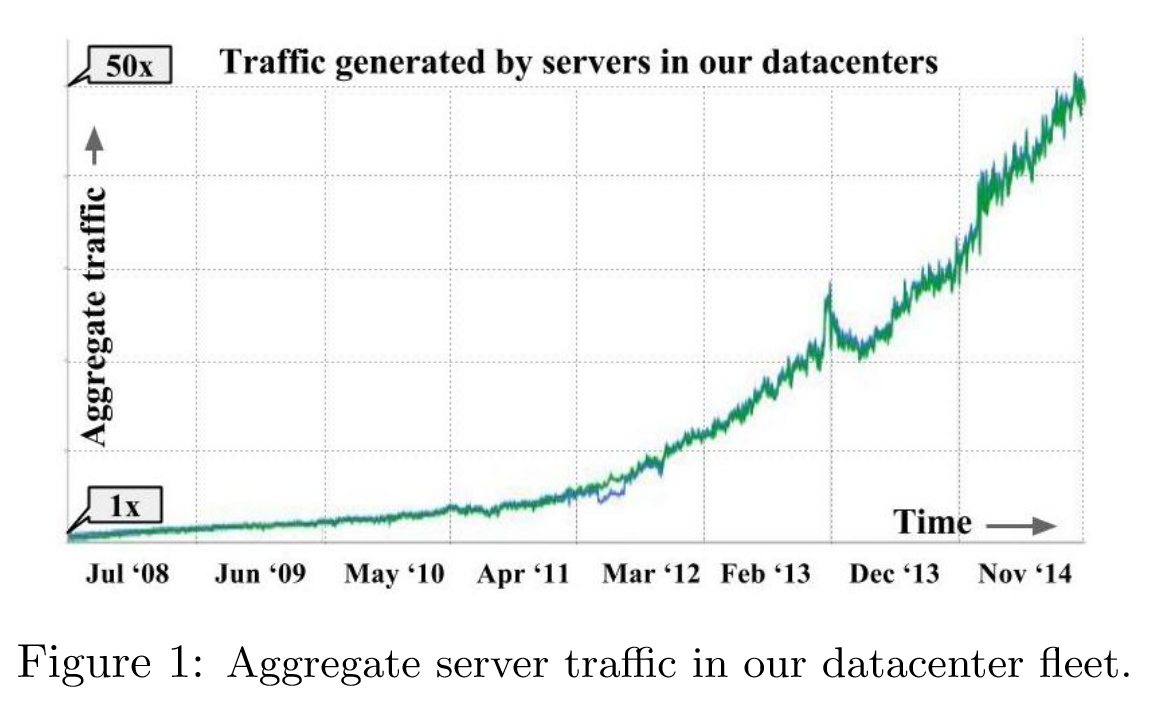 50x
Traffic generated by servers in our datacenters
Aggregate traffic
1x
Time
Jul ‘08 Jun ‘09 May ‘10 Apr ‘11 Mar ‘12 Feb ‘13 Dec ‘13 Nov ‘14
Figure 1: Aggregate server traffic in our datacenter fleet.